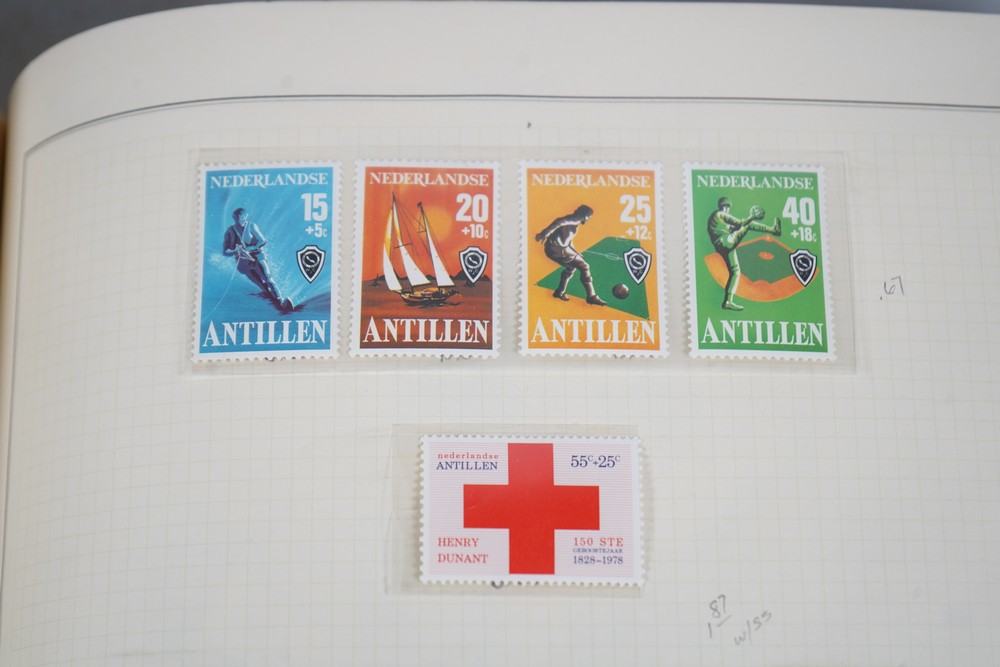 NEDERLANDSE
15
+5c
ANTILLEN
NEDERLANDSE
20
+10c
ANTILLEN
NEDERLANDSE
25
+12c
ANTILLEN
NEDERLANDSE
40
+18c
ANTILLEN
.67
nederlandse
ANTILLEN
55c+25c
HENRY
DUNANT
150 STE
GEBOORTEJAAR
1828-1978
1 87
w/ss